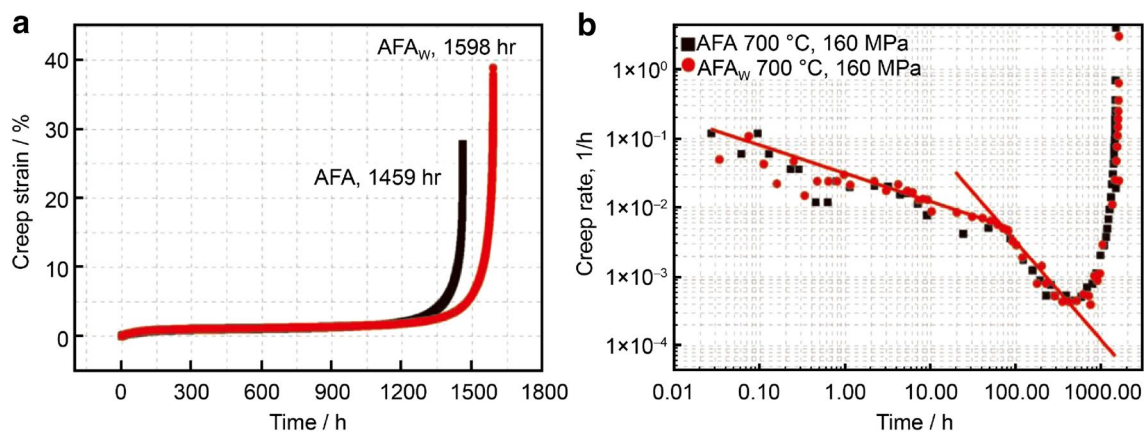 a
40
30
20
10
0
Creep strain / %
AFA_W, 1598 hr
AFA, 1459 hr
0 300 600 900 1200 1500 1800
Time / h
b
AFA 700 °C, 160 MPa
AFA_W 700 °C, 160 MPa
1×10⁰
1×10⁻¹
1×10⁻²
1×10⁻³
1×10⁻⁴
Creep rate, 1/h
0.01 0.10 1.00 10.00 100.00 1000.00
Time / h